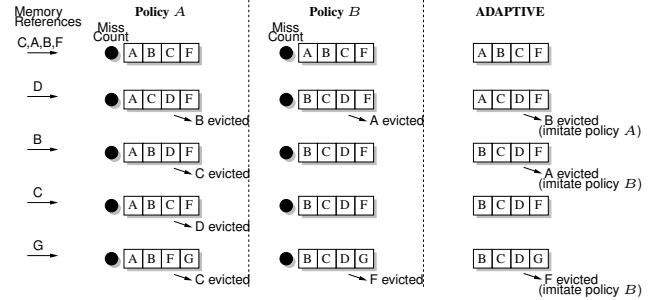 Memory References Policy A Policy B ADAPTIVE
Miss Count Miss Count
C,A,B,F A B C F A B C F A B C F
D A C D F B C D F A C D F
B evicted A evicted B evicted
(imitate policy A)
B A B D F B C D F B C D F
C evicted A evicted
(imitate policy B)
C A B C F B C D F B C D F
D evicted
G A B F G B C D G B C D G
C evicted F evicted F evicted
(imitate policy B)